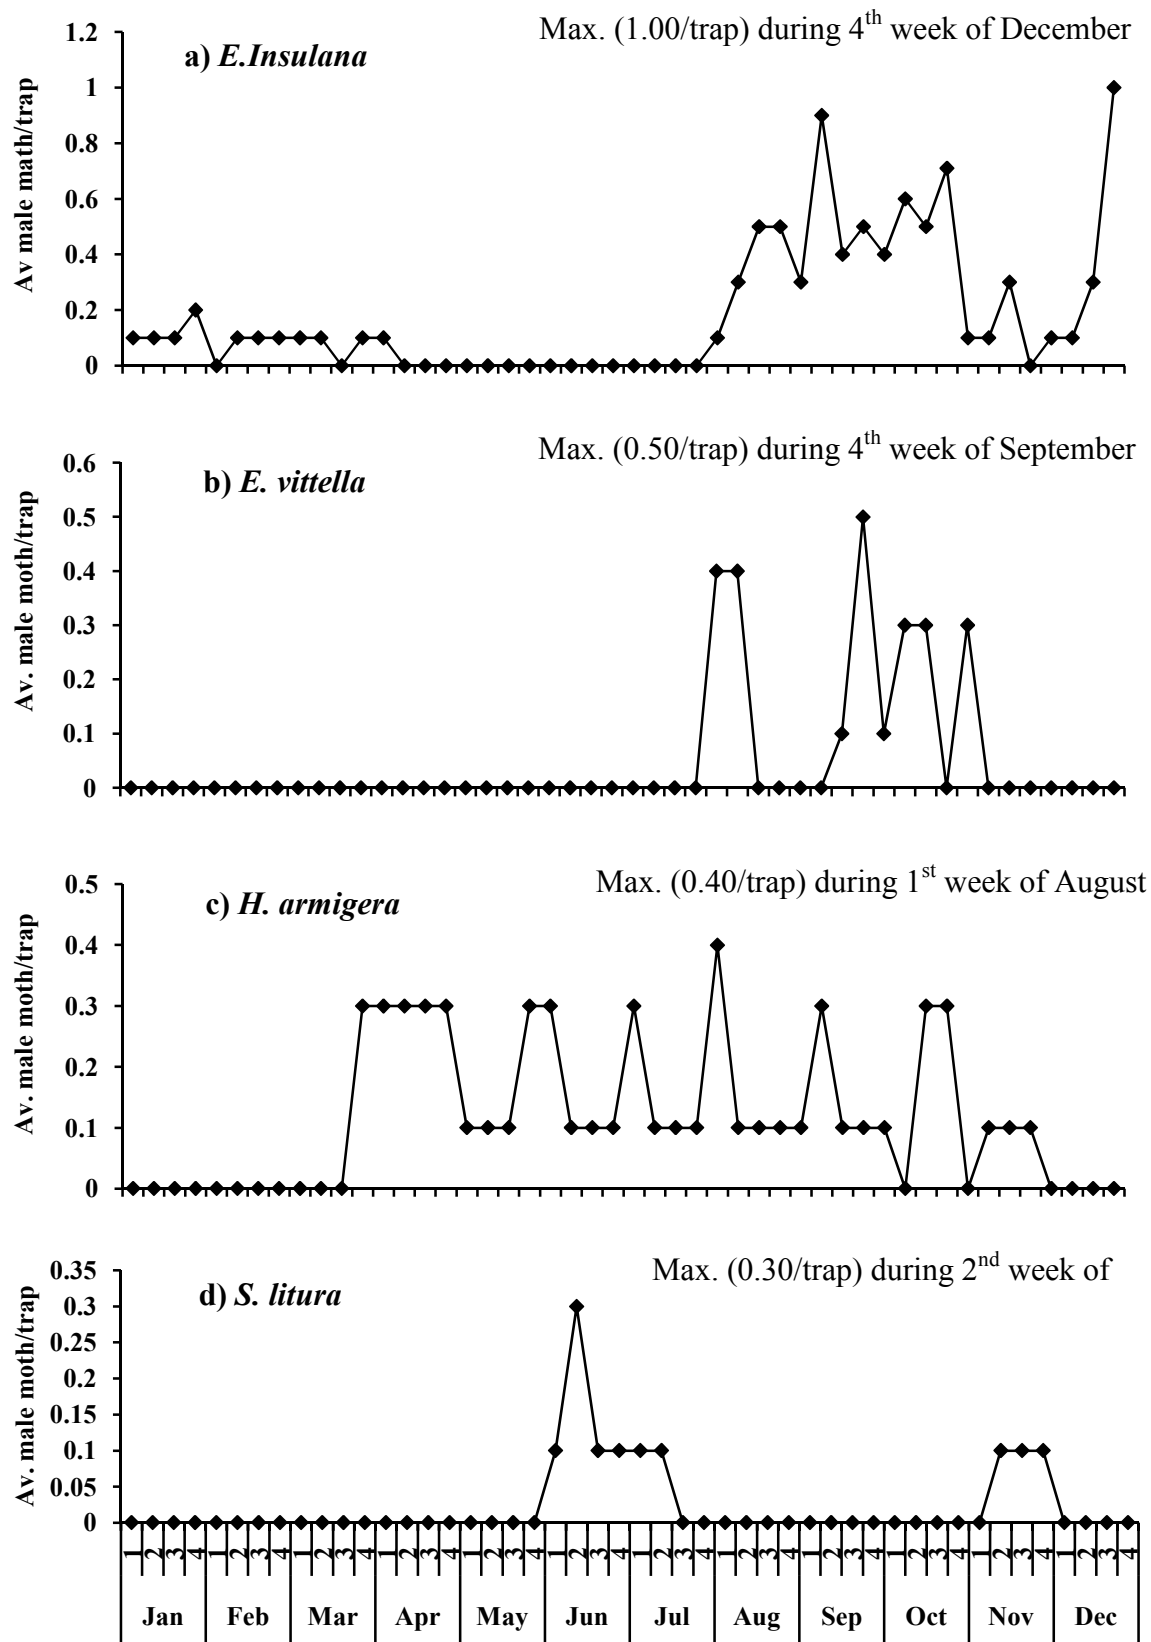 Max. (1.00/trap) during 4th week of December
a) E.Insulana
Av male math/trap
1.2
1
0.8
0.6
0.4
0.2
0
Max. (0.50/trap) during 4th week of September
b) E. vittella
Av. male moth/trap
0.6
0.5
0.4
0.3
0.2
0.1
0
Max. (0.40/trap) during 1st week of August
c) H. armigera
Av. male moth/trap
0.5
0.4
0.3
0.2
0.1
0
Max. (0.30/trap) during 2nd week of
d) S. litura
Av. male moth/trap
0.35
0.3
0.25
0.2
0.15
0.1
0.05
0
1 2 3 4 1 2 3 4 1 2 3 4 1 2 3 4 1 2 3 4 1 2 3 4 1 2 3 4 1 2 3 4 1 2 3 4 1 2 3 4 1 2 3 4 1 2 3 4
Jan Feb Mar Apr May Jun Jul Aug Sep Oct Nov Dec